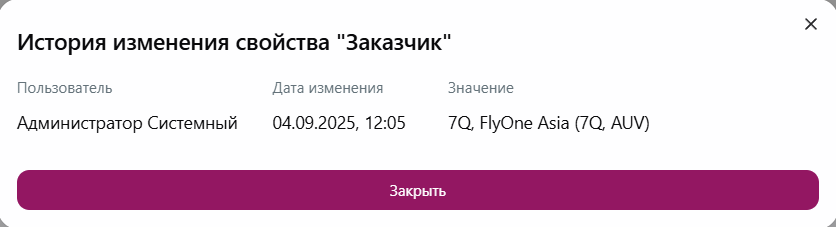 История изменения свойства "Заказчик"
Пользователь Дата изменения Значение
Администратор Системный 04.09.2025, 12:05 7Q, FlyOne Asia (7Q, AUV)
Закрыть